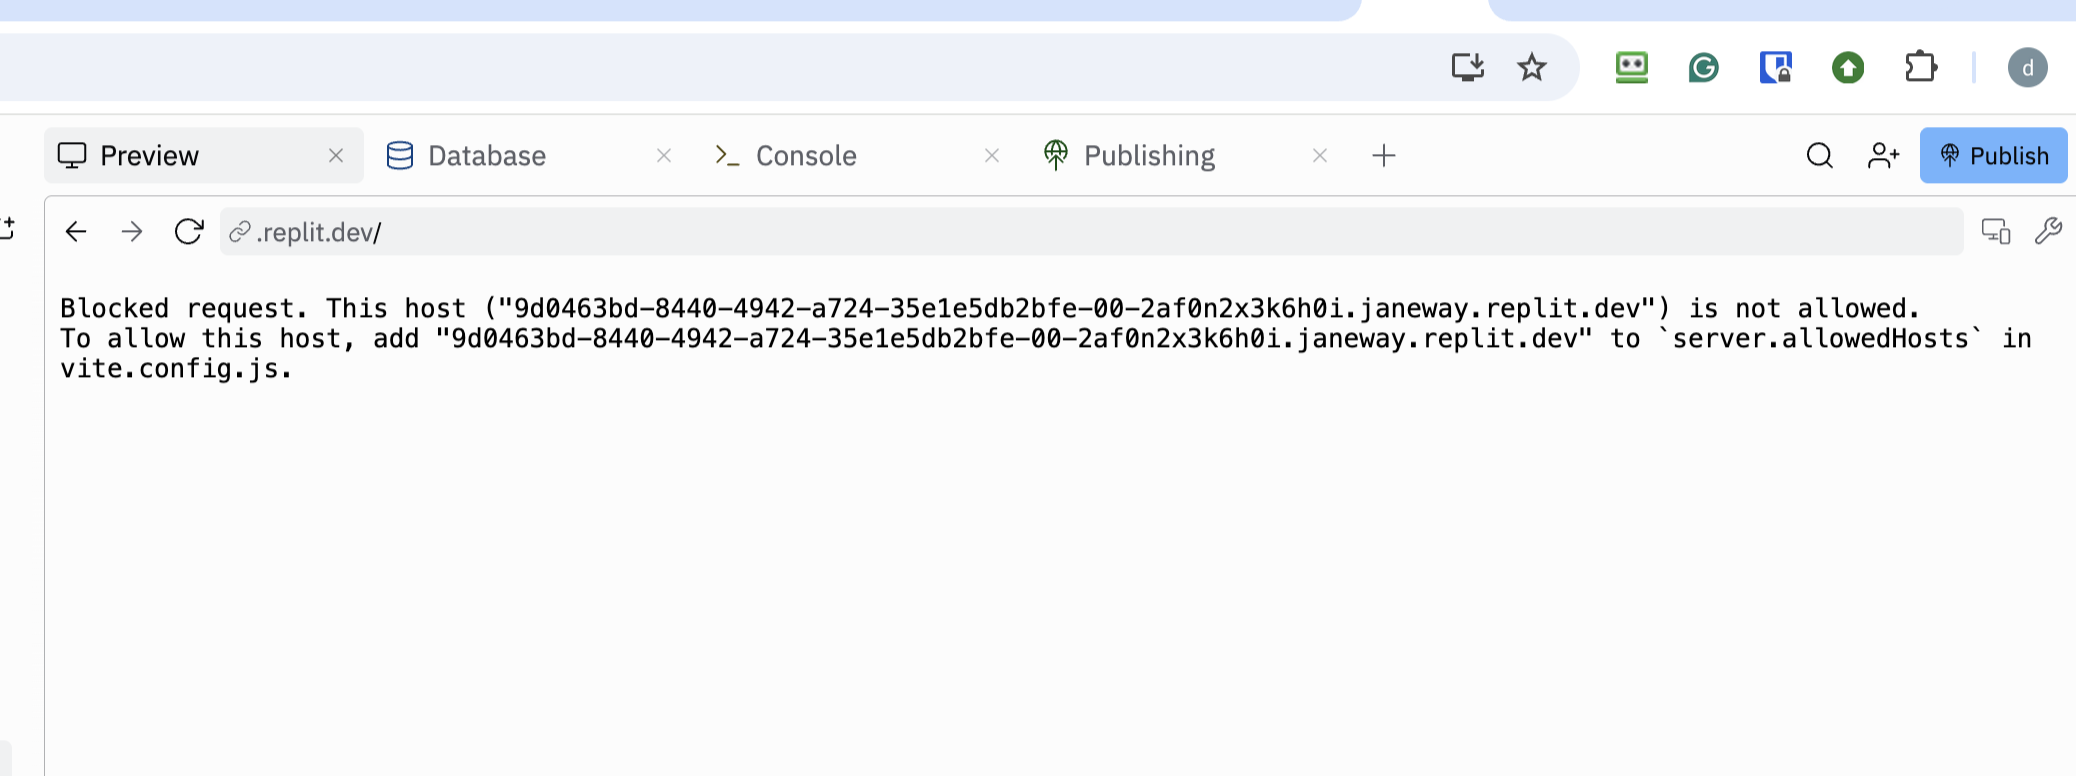 d
Preview
Database
Console
Publishing
Publish
.replit.dev/
Blocked request. This host ("9d0463bd-8440-4942-a724-35e1e5db2bfe-00-2af0n2x3k6h0i.janeway.replit.dev") is not allowed.
To allow this host, add "9d0463bd-8440-4942-a724-35e1e5db2bfe-00-2af0n2x3k6h0i.janeway.replit.dev" to `server.allowedHosts` in
vite.config.js.